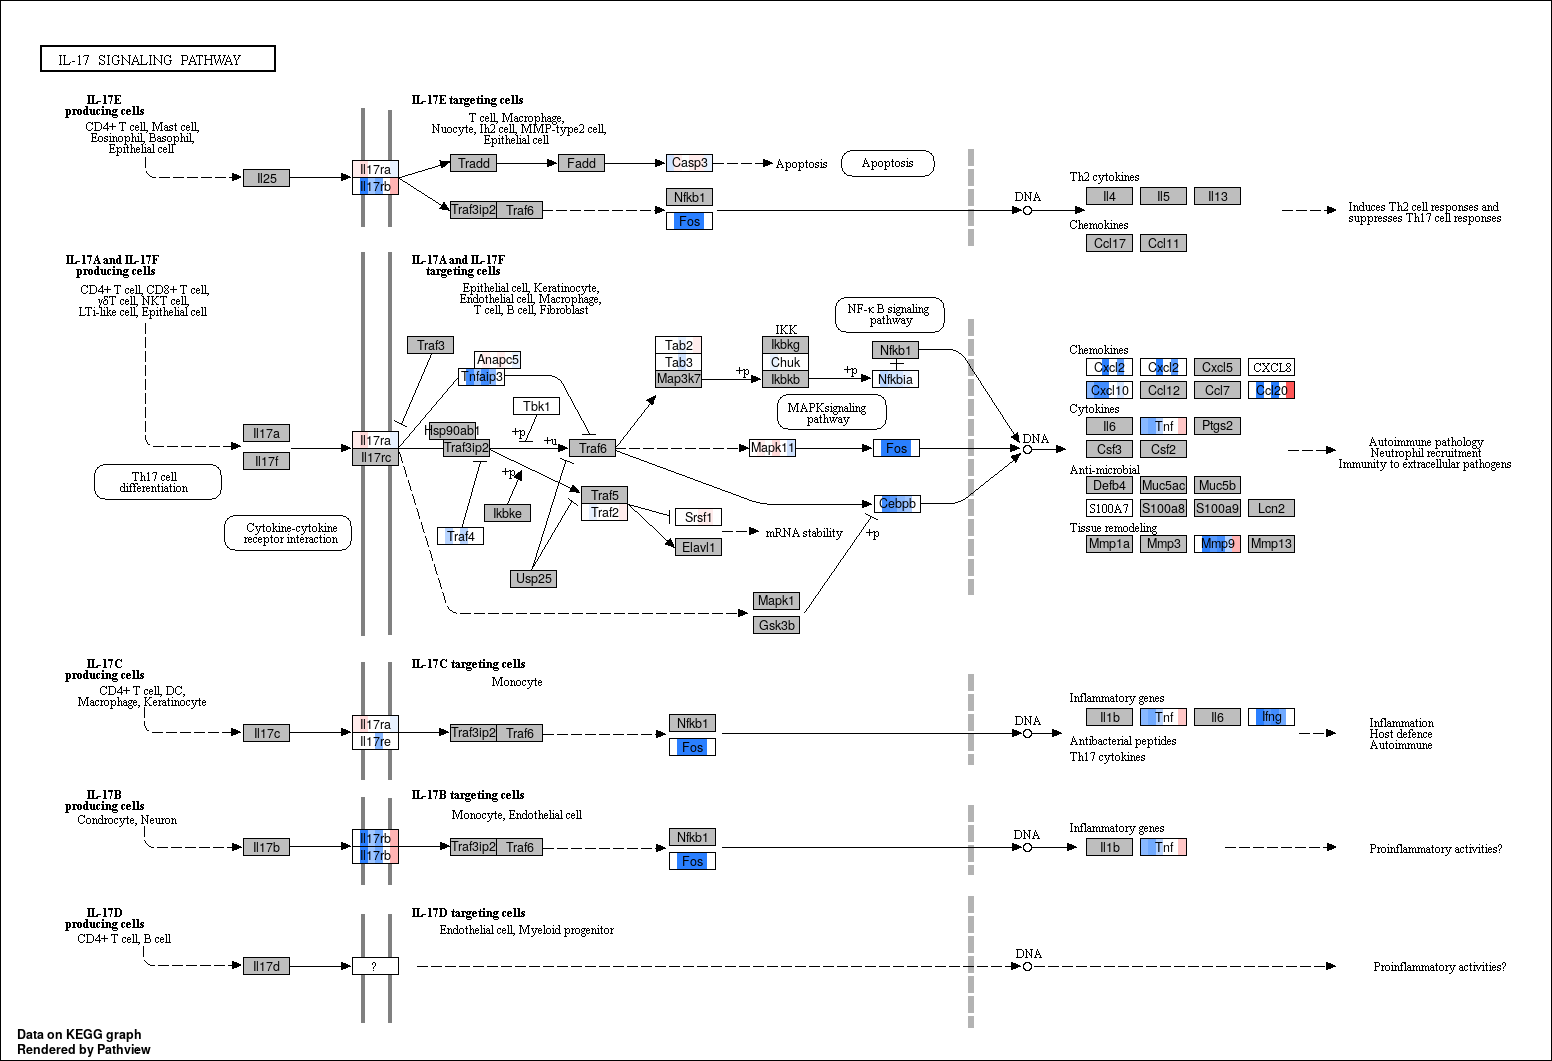 IL-17 SIGNALING PATHWAY
IL-17E
producing cells
CD4+ T cell, Mast cell,
Eosinophil, Basophil,
Epithelial cell
Il25
Il17ra
Il17rb
IL-17E targeting cells
T cell, Macrophage,
Nuocyte, Ih2 cell, MMP-type2 cell,
Epithelial cell
Tradd
Fadd
Casp3
Apoptosis
Apoptosis
Traf3ip2
Traf6
Nfkb1
Fos
DNA
Th2 cytokines
Il4
Il5
Il13
Chemokines
Ccl17
Ccl11
Induces Th2 cell responses and
suppresses Th17 cell responses
IL-17A and IL-17F
producing cells
CD4+ T cell, CD8+ T cell,
γδT cell, NKT cell,
LTi-like cell, Epithelial cell
Il17a
Il17f
Th17 cell
differentiation
Cytokine-cytokine
receptor interaction
Il17ra
Il17rc
IL-17A and IL-17F
targeting cells
Epithelial cell, Keratinocyte,
Endothelial cell, Macrophage,
T cell, B cell, Fibroblast
Traf3
Anapc5
Tnfaip3
Tbk1
Hsp90ab1
Traf3ip2
+p
+u
+p
Traf6
Ikbke
Traf4
Usp25
Traf5
Traf2
Srsf1
Elavl1
mRNA stability
Tab2
Tab3
Map3k7
+p
IKK
Ikbkg
Chuk
Ikbkb
+p
NF-κ B signaling
pathway
Nfkb1
Nfkbia
MAPKsignaling
pathway
Mapk11
Fos
Cebpb
+p
Mapk1
Gsk3b
DNA
Chemokines
Cxcl2
Cxcl2
Cxcl5
CXCL8
Cxcl10
Ccl12
Ccl7
Ccl20
Cytokines
Il6
Tnf
Ptgs2
Csf3
Csf2
Anti-microbial
Defb4
Muc5ac
Muc5b
S100A7
S100a8
S100a9
Lcn2
Tissue remodeling
Mmp1a
Mmp3
Mmp9
Mmp13
Autoimmune pathology
Neutrophil recruitment
Immunity to extracellular pathogens
IL-17C
producing cells
CD4+ T cell, DC,
Macrophage, Keratinocyte
Il17c
Il17ra
Il17re
IL-17C targeting cells
Monocyte
Traf3ip2
Traf6
Nfkb1
Fos
DNA
Inflammatory genes
Il1b
Tnf
Il6
Ifng
Antibacterial peptides
Th17 cytokines
Inflammation
Host defence
Autoimmune
IL-17B
producing cells
Condrocyte, Neuron
Il17b
Il17rb
Il17rb
IL-17B targeting cells
Monocyte, Endothelial cell
Traf3ip2
Traf6
Nfkb1
Fos
DNA
Inflammatory genes
Il1b
Tnf
Proinflammatory activities?
IL-17D
producing cells
CD4+ T cell, B cell
Il17d
?
IL-17D targeting cells
Endothelial cell, Myeloid progenitor
DNA
Proinflammatory activities?
Data on KEGG graph
Rendered by Pathview